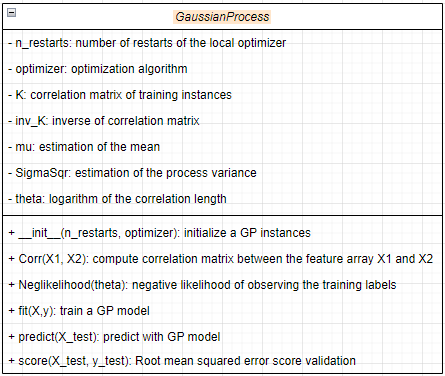 GaussianProcess
- n_restarts: number of restarts of the local optimizer
- optimizer: optimization algorithm
- K: correlation matrix of training instances
- inv_K: inverse of correlation matrix
- mu: estimation of the mean
- SigmaSqr: estimation of the process variance
- theta: logarithm of the correlation length
+ __init__(n_restarts, optimizer): initialize a GP instances
+ Corr(X1, X2): compute correlation matrix between the feature array X1 and X2
+ Neglikelihood(theta): negative likelihood of observing the training labels
+ fit(X,y): train a GP model
+ predict(X_test): predict with GP model
+ score(X_test, y_test): Root mean squared error score validation